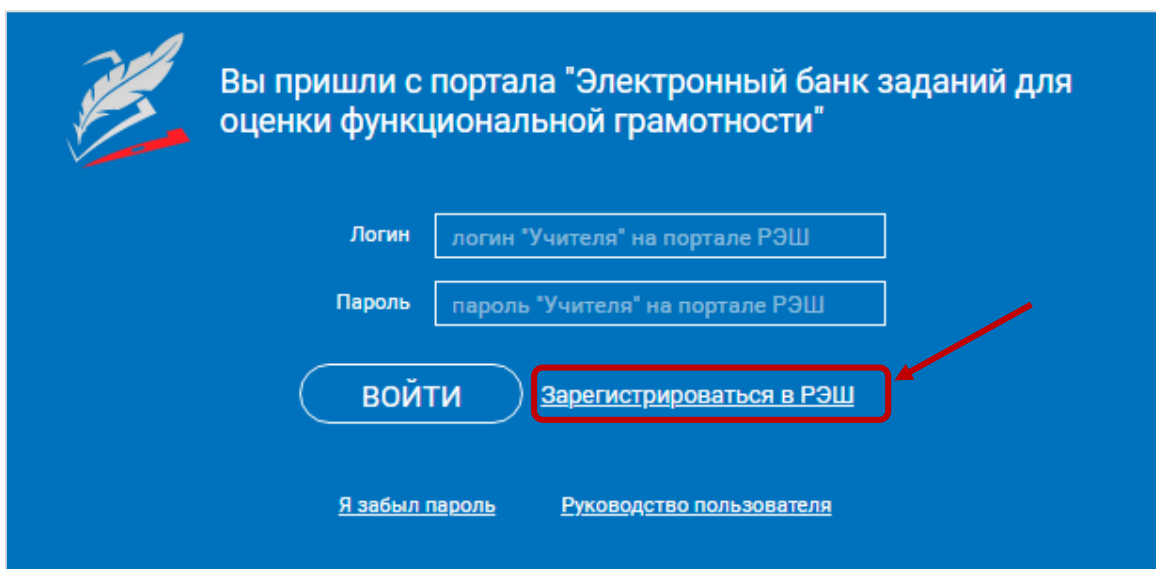 Вы пришли с портала "Электронный банк заданий для
оценки функциональной грамотности"
Логин
логин "Учителя" на портале РЭШ
Пароль
пароль "Учителя" на портале РЭШ
ВОЙТИ
Зарегистрироваться в РЭШ
Я забыл пароль
Руководство пользователя